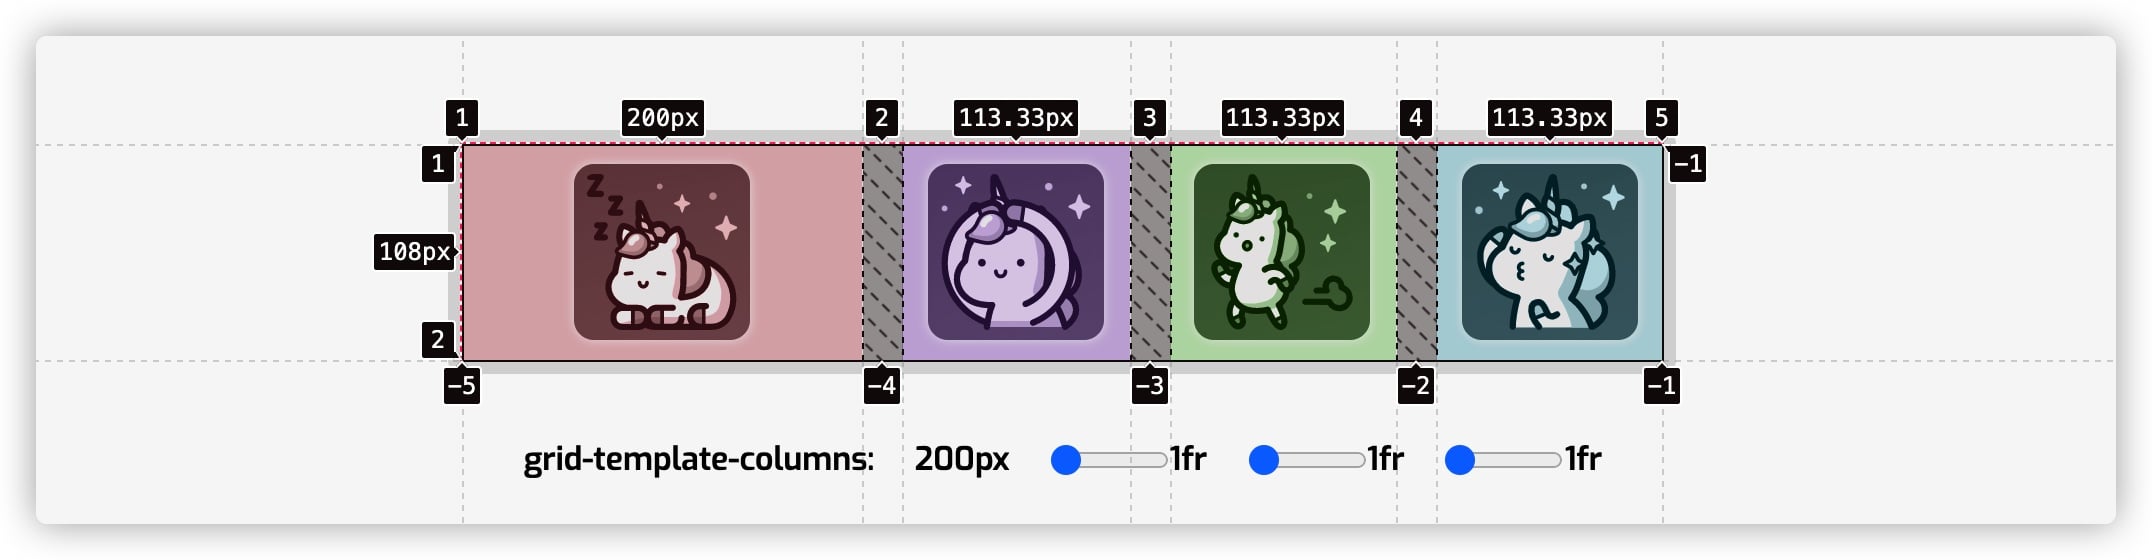 1 200px 2 113.33px 3 113.33px 4 113.33px 5
1 −1
z
z
z
108px
2
−5 −4 −3 −2 −1
grid-template-columns: 200px 1fr 1fr 1fr